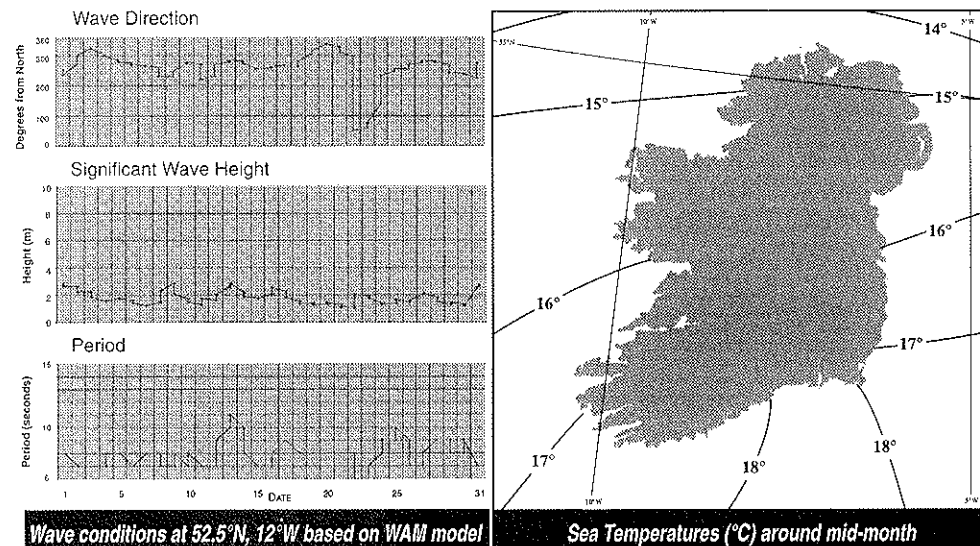 Wave Direction
Degrees from North
360
300
200
100
0
Significant Wave Height
Height (m)
10
8
6
4
2
0
Period
Period (seconds)
15
10
6
1
5
10
15
DATE
20
25
31
Wave conditions at 52.5°N, 12°W based on WAM model
10°W
5°W
55°N
14°
15°
15°
16°
16°
17°
17°
18°
18°
10°W
5°W
Sea Temperatures (°C) around mid-month